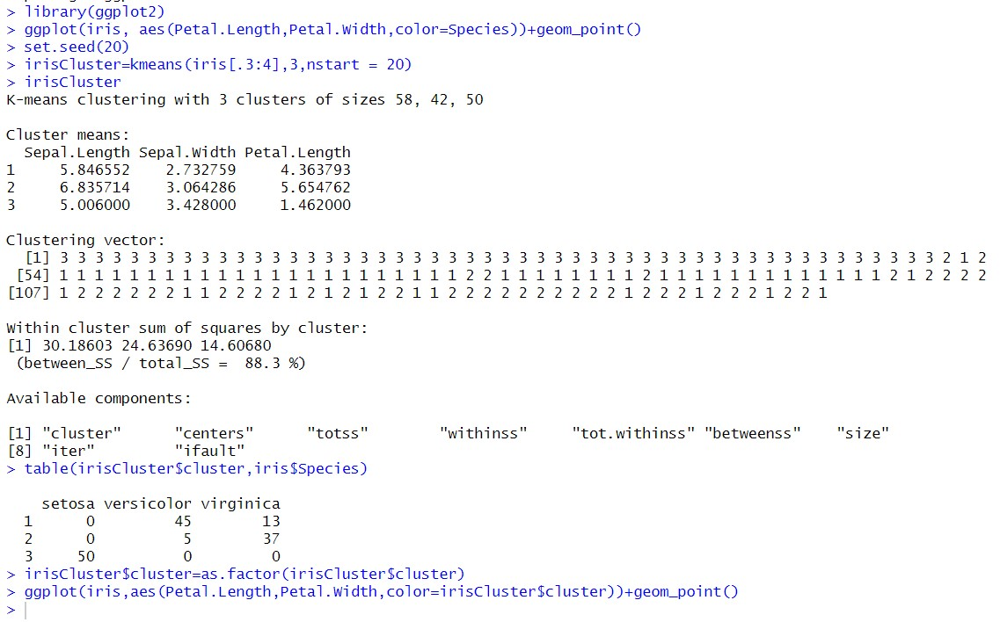 > library(ggplot2)
> ggplot(iris, aes(Petal.Length,Petal.Width,color=Species))+geom_point()
> set.seed(20)
> irisCluster=kmeans(iris[.3:4],3,nstart = 20)
> irisCluster
K-means clustering with 3 clusters of sizes 58, 42, 50
Cluster means:
Sepal.Length Sepal.Width Petal.Length
1 5.846552 2.732759 4.363793
2 6.835714 3.064286 5.654762
3 5.006000 3.428000 1.462000
Clustering vector:
[1] 3 3 3 3 3 3 3 3 3 3 3 3 3 3 3 3 3 3 3 3 3 3 3 3 3 3 3 3 3 3 3 3 3 3 3 3 3 3 3 3 3 3 3 3 3 3 3 3 3 3 2 1 2
[54] 1 1 1 1 1 1 1 1 1 1 1 1 1 1 1 1 1 1 1 1 1 1 1 2 2 1 1 1 1 1 1 1 1 2 1 1 1 1 1 1 1 1 1 1 1 1 1 2 1 2 2 2 2
[107] 1 2 2 2 2 2 2 1 1 2 2 2 2 1 2 1 2 1 2 2 1 1 2 2 2 2 2 2 2 2 2 2 1 2 2 2 1 2 2 2 1 2 2 1
Within cluster sum of squares by cluster:
[1] 30.18603 24.63690 14.60680
(between_SS / total_SS = 88.3 %)
Available components:
[1] "cluster" "centers" "totss" "withinss" "tot.withinss" "betweenss" "size"
[8] "iter" "ifault"
> table(irisCluster$cluster,iris$Species)
setosa versicolor virginica
1 0 45 13
2 0 5 37
3 50 0 0
> irisCluster$cluster=as.factor(irisCluster$cluster)
> ggplot(iris,aes(Petal.Length,Petal.Width,color=irisCluster$cluster))+geom_point()
>